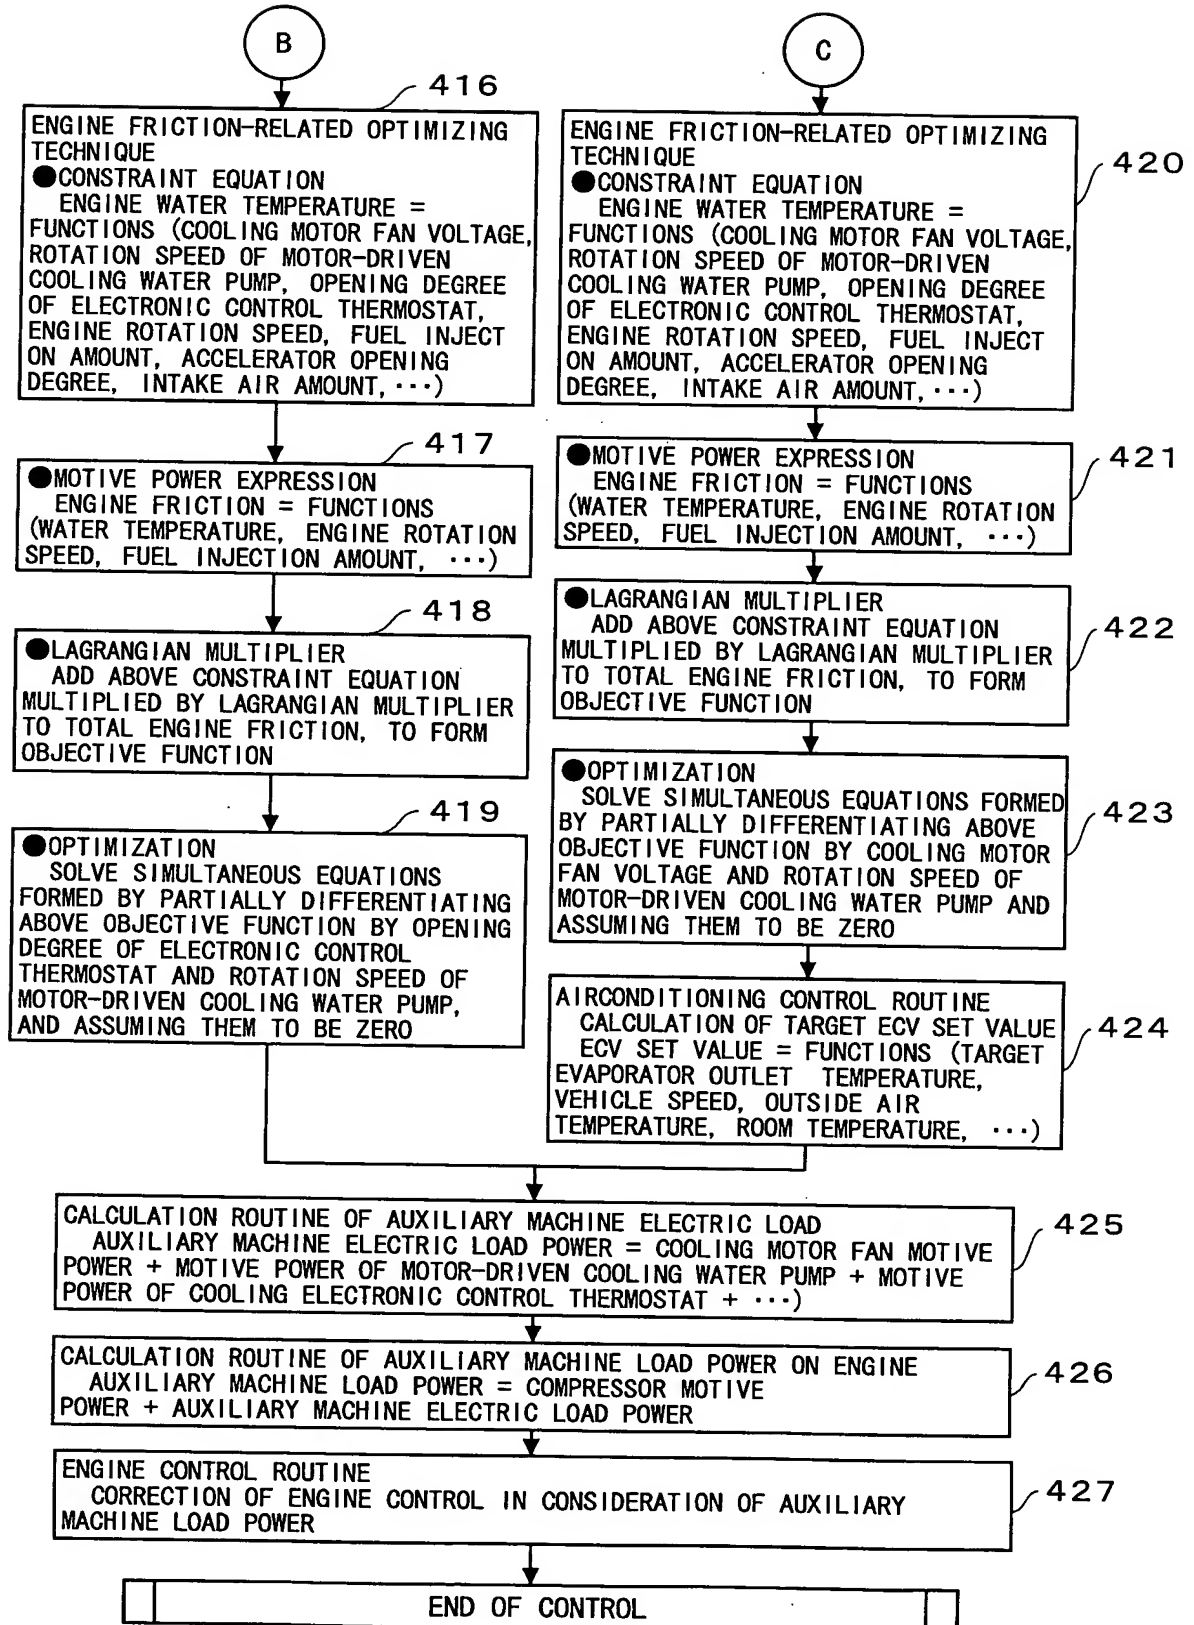 B
416
ENGINE FRICTION-RELATED OPTIMIZING
TECHNIQUE
●CONSTRAINT EQUATION
ENGINE WATER TEMPERATURE =
FUNCTIONS (COOLING MOTOR FAN VOLTAGE,
ROTATION SPEED OF MOTOR-DRIVEN
COOLING WATER PUMP, OPENING DEGREE
OF ELECTRONIC CONTROL THERMOSTAT,
ENGINE ROTATION SPEED, FUEL INJECT
ON AMOUNT, ACCELERATOR OPENING
DEGREE, INTAKE AIR AMOUNT, ···)
417
●MOTIVE POWER EXPRESSION
ENGINE FRICTION = FUNCTIONS
(WATER TEMPERATURE, ENGINE ROTATION
SPEED, FUEL INJECTION AMOUNT, ···)
418
●LAGRANGIAN MULTIPLIER
ADD ABOVE CONSTRAINT EQUATION
MULTIPLIED BY LAGRANGIAN MULTIPLIER
TO TOTAL ENGINE FRICTION, TO FORM
OBJECTIVE FUNCTION
419
●OPTIMIZATION
SOLVE SIMULTANEOUS EQUATIONS
FORMED BY PARTIALLY DIFFERENTIATING
ABOVE OBJECTIVE FUNCTION BY OPENING
DEGREE OF ELECTRONIC CONTROL
THERMOSTAT AND ROTATION SPEED OF
MOTOR-DRIVEN COOLING WATER PUMP,
AND ASSUMING THEM TO BE ZERO
C
420
ENGINE FRICTION-RELATED OPTIMIZING
TECHNIQUE
●CONSTRAINT EQUATION
ENGINE WATER TEMPERATURE =
FUNCTIONS (COOLING MOTOR FAN VOLTAGE,
ROTATION SPEED OF MOTOR-DRIVEN
COOLING WATER PUMP, OPENING DEGREE
OF ELECTRONIC CONTROL THERMOSTAT,
ENGINE ROTATION SPEED, FUEL INJECT
ON AMOUNT, ACCELERATOR OPENING
DEGREE, INTAKE AIR AMOUNT, ···)
421
●MOTIVE POWER EXPRESSION
ENGINE FRICTION = FUNCTIONS
(WATER TEMPERATURE, ENGINE ROTATION
SPEED, FUEL INJECTION AMOUNT, ···)
422
●LAGRANGIAN MULTIPLIER
ADD ABOVE CONSTRAINT EQUATION
MULTIPLIED BY LAGRANGIAN MULTIPLIER
TO TOTAL ENGINE FRICTION, TO FORM
OBJECTIVE FUNCTION
423
●OPTIMIZATION
SOLVE SIMULTANEOUS EQUATIONS FORMED
BY PARTIALLY DIFFERENTIATING ABOVE
OBJECTIVE FUNCTION BY COOLING MOTOR
FAN VOLTAGE AND ROTATION SPEED OF
MOTOR-DRIVEN COOLING WATER PUMP AND
ASSUMING THEM TO BE ZERO
424
AIRCONDITIONING CONTROL ROUTINE
CALCULATION OF TARGET ECV SET VALUE
ECV SET VALUE = FUNCTIONS (TARGET
EVAPORATOR OUTLET TEMPERATURE,
VEHICLE SPEED, OUTSIDE AIR
TEMPERATURE, ROOM TEMPERATURE, ···)
425
CALCULATION ROUTINE OF AUXILIARY MACHINE ELECTRIC LOAD
AUXILIARY MACHINE ELECTRIC LOAD POWER = COOLING MOTOR FAN MOTIVE
POWER + MOTIVE POWER OF MOTOR-DRIVEN COOLING WATER PUMP + MOTIVE
POWER OF COOLING ELECTRONIC CONTROL THERMOSTAT + ···)
426
CALCULATION ROUTINE OF AUXILIARY MACHINE LOAD POWER ON ENGINE
AUXILIARY MACHINE LOAD POWER = COMPRESSOR MOTIVE
POWER + AUXILIARY MACHINE ELECTRIC LOAD POWER
427
ENGINE CONTROL ROUTINE
CORRECTION OF ENGINE CONTROL IN CONSIDERATION OF AUXILIARY
MACHINE LOAD POWER
END OF CONTROL